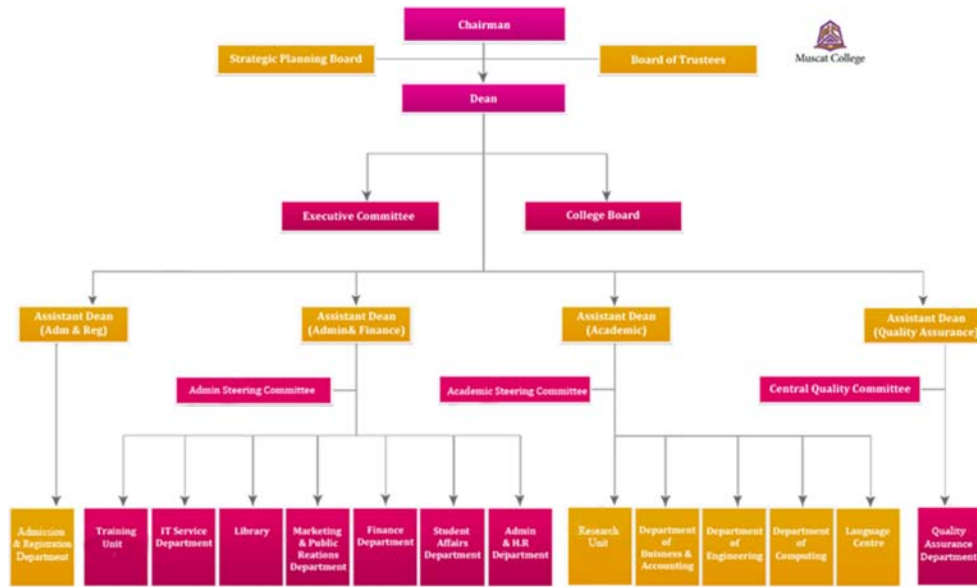 Chairman
Strategic Planning Board
Board of Trustees
Muscat College
Dean
Executive Committee
College Board
Assistant Dean
(Adm & Reg)
Assistant Dean
(Admin& Finance)
Assistant Dean
(Academic)
Assistant Dean
(Quality Assurance)
Admin Steering Committee
Academic Steering Committee
Central Quality Committee
Admission
& Registration
Department
Training
Unit
IT Service
Department
Library
Marketing
& Public
Reations
Department
Finance
Department
Student
Affairs
Department
Admin
& H.R
Department
Research
Unit
Department
of
Buisness &
Accounting
Department
of
Engineering
Department
of
Computing
Language
Centre
Quality
Assurance
Department